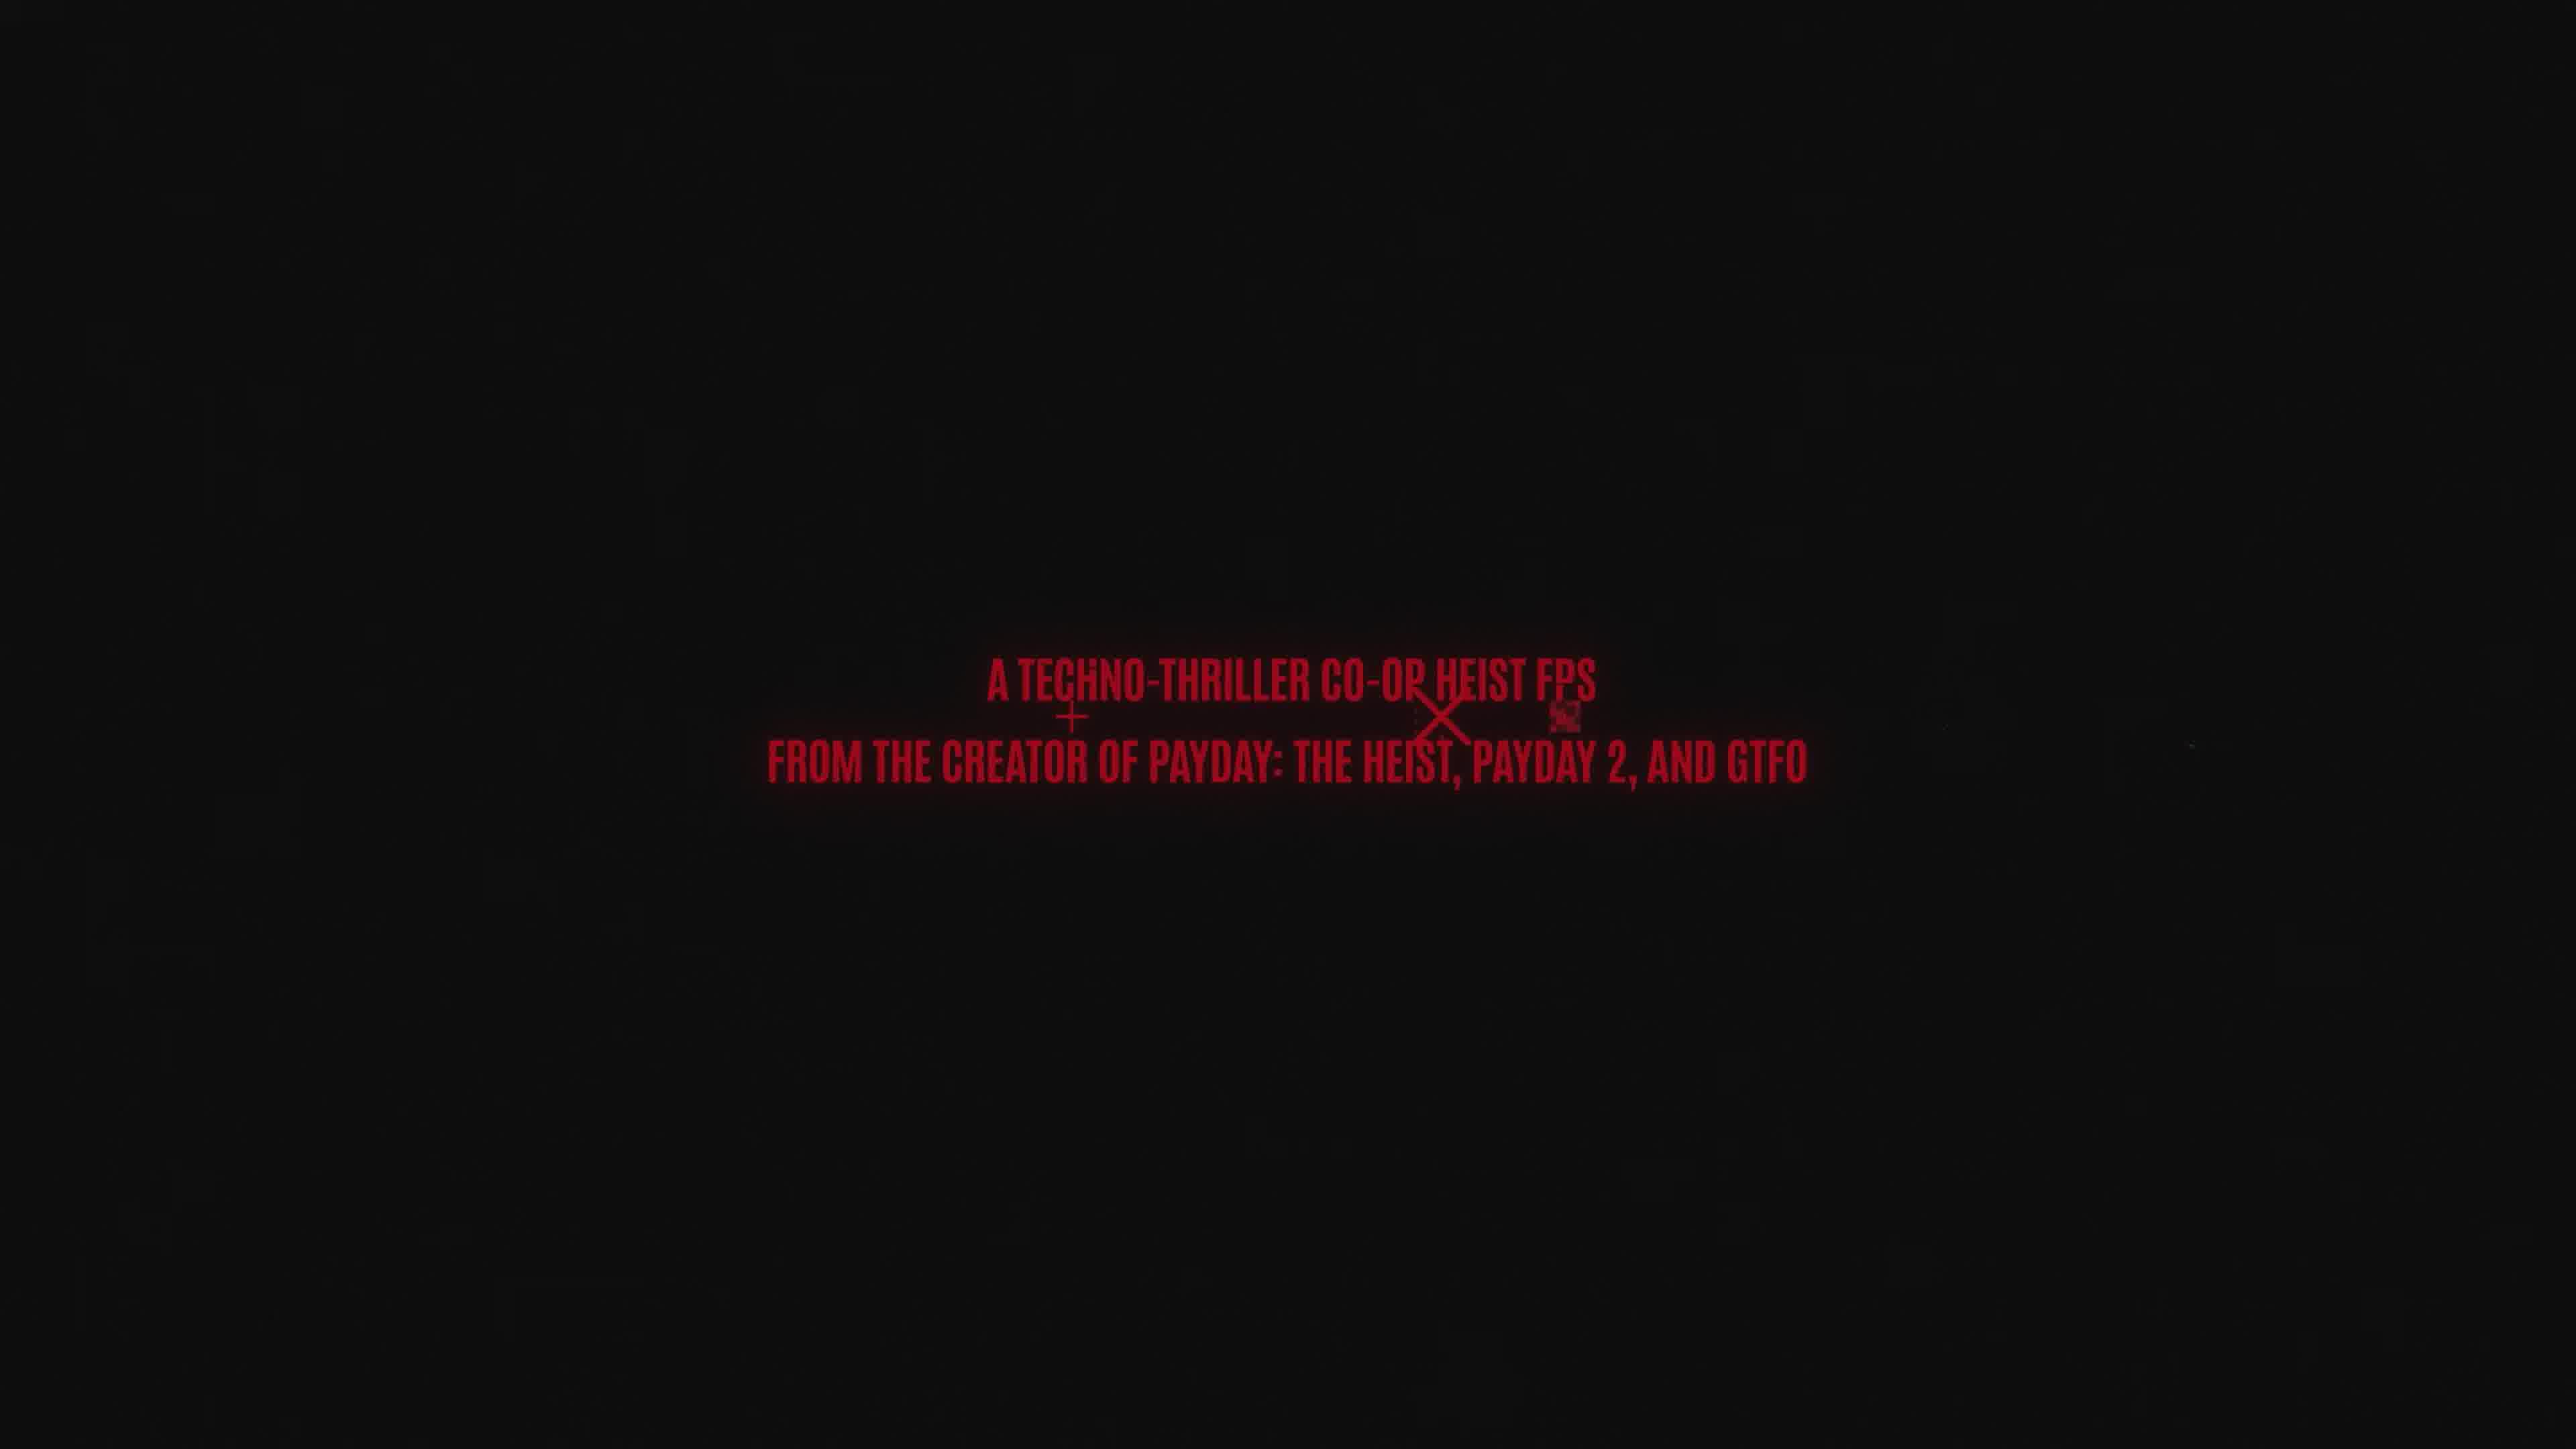 A TECHNO-THRILLER CO-OP HEIST FPS
FROM THE CREATOR OF PAYDAY: THE HEIST, PAYDAY 2, AND GTFO